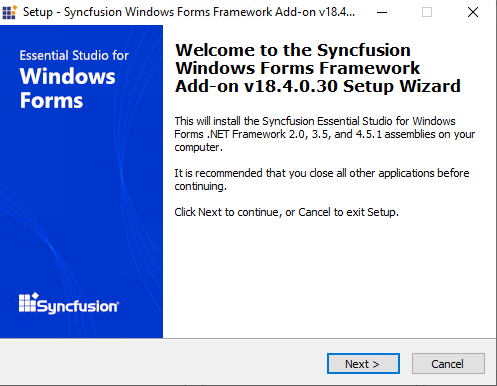 Setup - Syncfusion Windows Forms Framework Add-on v18.4...
Essential Studio for
Windows
Forms
Welcome to the Syncfusion
Windows Forms Framework
Add-on v18.4.0.30 Setup Wizard
This will install the Syncfusion Essential Studio for Windows
Forms .NET Framework 2.0, 3.5, and 4.5.1 assemblies on your
computer.
It is recommended that you close all other applications before
continuing.
Click Next to continue, or Cancel to exit Setup.
Syncfusion®
Next >
Cancel